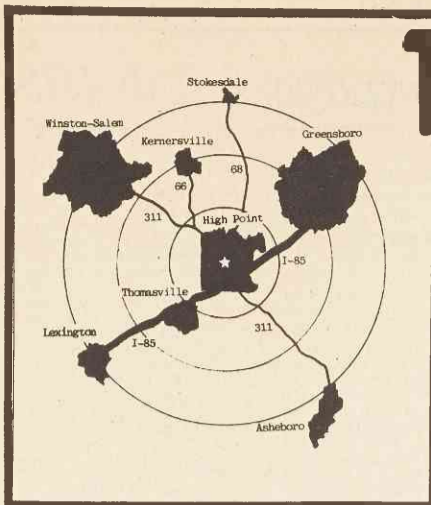 Stokesdale
Winston-Salem
Greensboro
Kernersville
68
66
High Point
311
I-85
Thomasville
Lexington
311
I-85
Asheboro
T